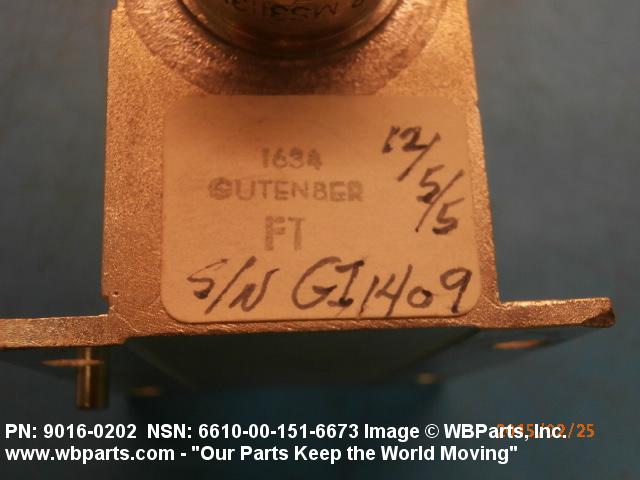 MS311
1634
GUTENBER
FT
12/5/5
S/N GI1409
PN: 9016-0202 NSN: 6610-00-151-6673 Image © WBParts, Inc.
www.wbparts.com - "Our Parts Keep the World Moving"